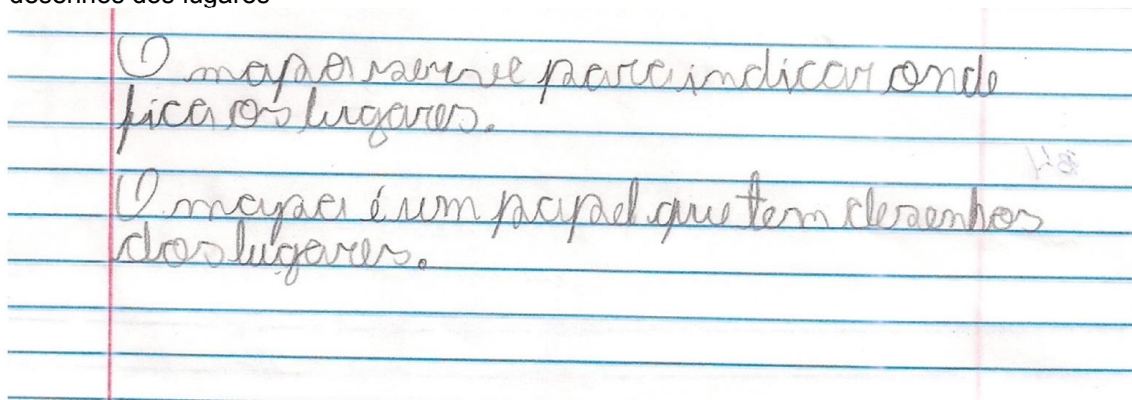 desenhos dos lugares
O mapa serve para indicar onde
fica os lugares.
O mapa é um papel que tem desenhos
dos lugares.